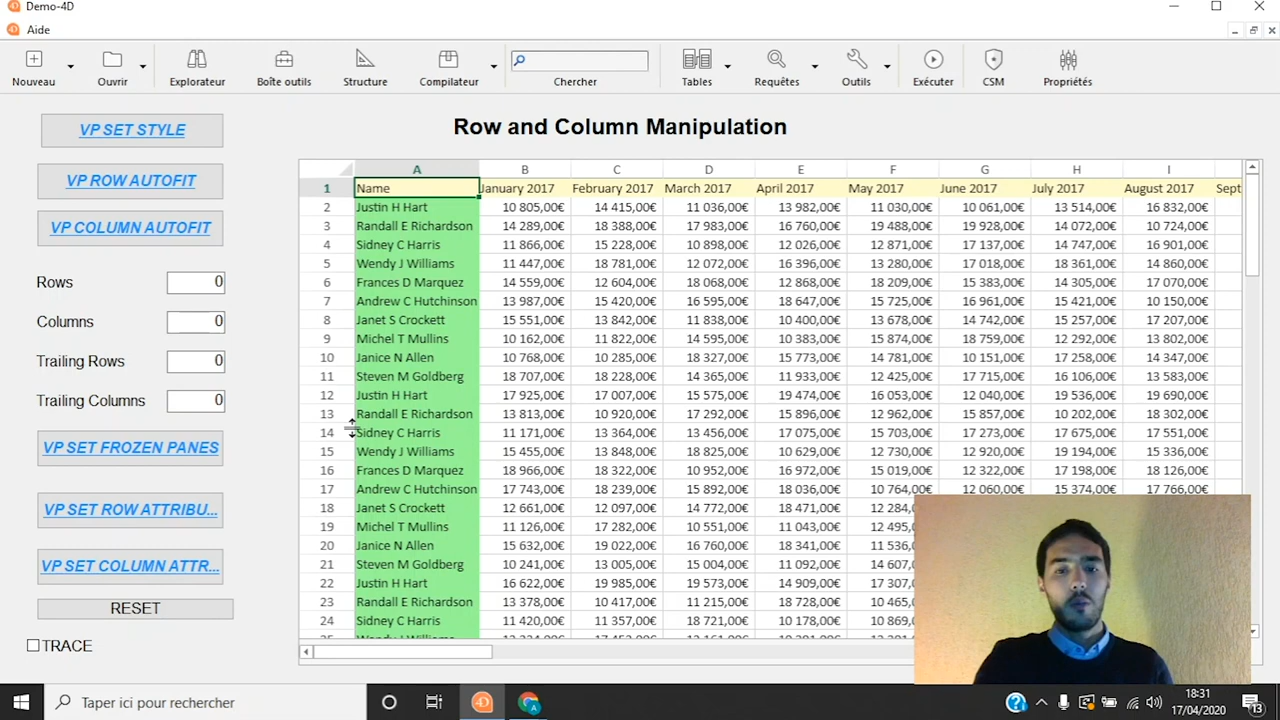 Demo-4D
Aide
Nouveau Ouvrir Explorateur Boîte outils Structure Compilateur Chercher Tables Requêtes Outils Exécuter CSM Propriétés
VP SET STYLE
VP ROW AUTOFIT
VP COLUMN AUTOFIT
Rows 0
Columns 0
Trailing Rows 0
Trailing Columns 0
VP SET FROZEN PANES
VP SET ROW ATTRIBU...
VP SET COLUMN ATTR...
RESET
TRACE
Row and Column Manipulation
A B C D E F G H I
1 Name January 2017 February 2017 March 2017 April 2017 May 2017 June 2017 July 2017 August 2017 Sept
2 Justin H Hart 10 805,00€ 14 415,00€ 11 036,00€ 13 982,00€ 11 030,00€ 10 061,00€ 13 514,00€ 16 832,00€
3 Randall E Richardson 14 289,00€ 18 388,00€ 17 983,00€ 16 760,00€ 19 488,00€ 19 928,00€ 14 072,00€ 10 724,00€
4 Sidney C Harris 11 866,00€ 15 228,00€ 10 898,00€ 12 026,00€ 12 871,00€ 17 137,00€ 14 747,00€ 16 901,00€
5 Wendy J Williams 11 447,00€ 18 781,00€ 12 072,00€ 16 396,00€ 13 280,00€ 17 018,00€ 18 361,00€ 14 860,00€
6 Frances D Marquez 14 559,00€ 12 604,00€ 18 068,00€ 12 868,00€ 18 209,00€ 15 383,00€ 14 305,00€ 17 070,00€
7 Andrew C Hutchinson 13 987,00€ 15 420,00€ 16 595,00€ 18 647,00€ 15 725,00€ 16 961,00€ 15 421,00€ 10 150,00€
8 Janet S Crockett 15 551,00€ 13 842,00€ 11 838,00€ 10 400,00€ 13 678,00€ 14 742,00€ 15 257,00€ 17 207,00€
9 Michel T Mullins 10 162,00€ 11 822,00€ 14 595,00€ 10 383,00€ 15 874,00€ 18 759,00€ 12 292,00€ 13 802,00€
10 Janice N Allen 10 768,00€ 10 285,00€ 18 327,00€ 15 773,00€ 14 781,00€ 10 151,00€ 17 258,00€ 14 347,00€
11 Steven M Goldberg 18 707,00€ 18 228,00€ 14 365,00€ 11 933,00€ 12 425,00€ 17 715,00€ 16 106,00€ 13 583,00€
12 Justin H Hart 17 925,00€ 17 007,00€ 15 575,00€ 19 474,00€ 16 053,00€ 12 040,00€ 19 536,00€ 19 690,00€
13 Randall E Richardson 13 813,00€ 10 920,00€ 17 292,00€ 15 896,00€ 12 962,00€ 15 857,00€ 10 202,00€ 18 302,00€
14 Sidney C Harris 11 171,00€ 13 364,00€ 13 456,00€ 17 075,00€ 15 703,00€ 17 273,00€ 17 675,00€ 17 551,00€
15 Wendy J Williams 15 455,00€ 13 848,00€ 18 825,00€ 10 629,00€ 12 730,00€ 12 920,00€ 19 194,00€ 15 336,00€
16 Frances D Marquez 18 966,00€ 18 322,00€ 10 952,00€ 16 972,00€ 15 019,00€ 12 322,00€ 17 198,00€ 18 126,00€
17 Andrew C Hutchinson 17 743,00€ 18 239,00€ 15 892,00€ 18 036,00€ 10 764,00€ 12 060,00€ 15 374,00€ 17 766,00€
18 Janet S Crockett 12 661,00€ 12 097,00€ 14 772,00€ 18 471,00€ 12 284,
19 Michel T Mullins 11 126,00€ 17 282,00€ 10 551,00€ 11 043,00€ 12 495,
20 Janice N Allen 15 632,00€ 19 022,00€ 16 760,00€ 18 341,00€ 11 536,
21 Steven M Goldberg 10 241,00€ 13 005,00€ 15 004,00€ 11 092,00€ 14 607,
22 Justin H Hart 16 622,00€ 19 985,00€ 19 573,00€ 14 909,00€ 17 307,
23 Randall E Richardson 13 378,00€ 10 417,00€ 11 215,00€ 18 728,00€ 10 465,
24 Sidney C Harris 11 420,00€ 11 357,00€ 18 721,00€ 10 178,00€ 10 869,
Taper ici pour rechercher
18:31
17/04/2020
13